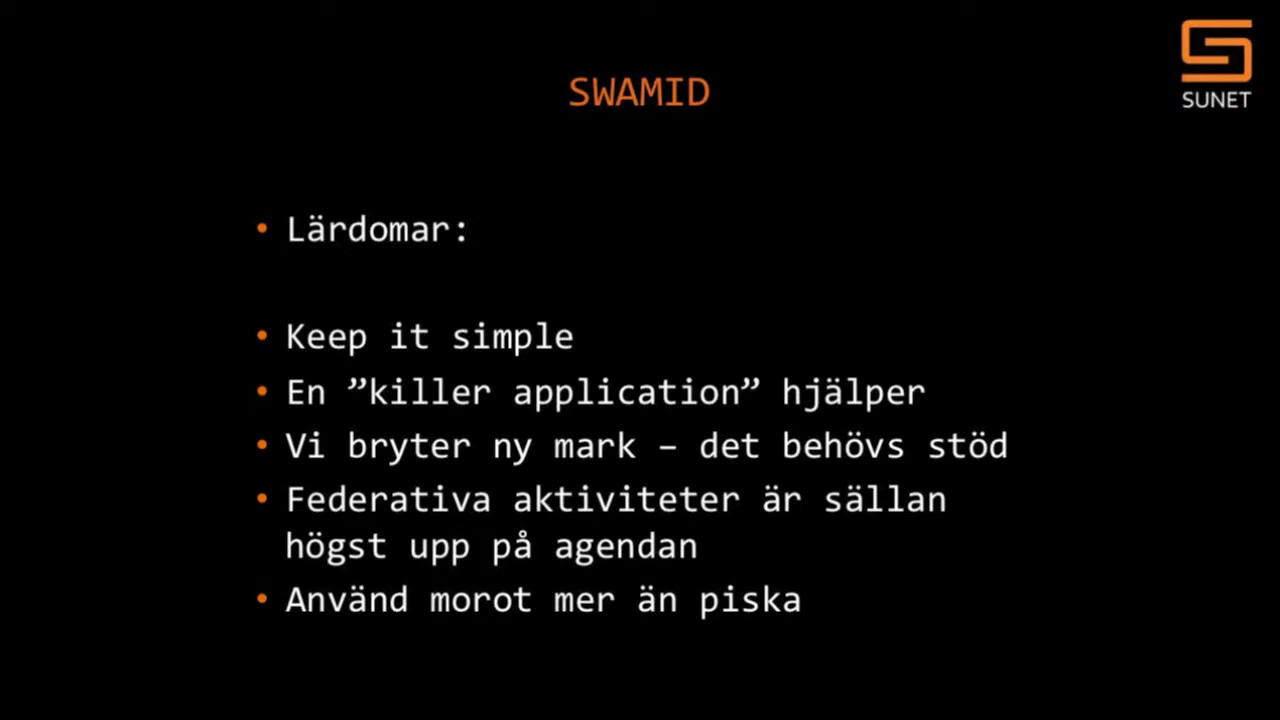 SUNET
SWAMID
• Lärdomar:
• Keep it simple
• En ”killer application” hjälper
• Vi bryter ny mark – det behövs stöd
• Federativa aktiviteter är sällan
högst upp på agendan
• Använd morot mer än piska